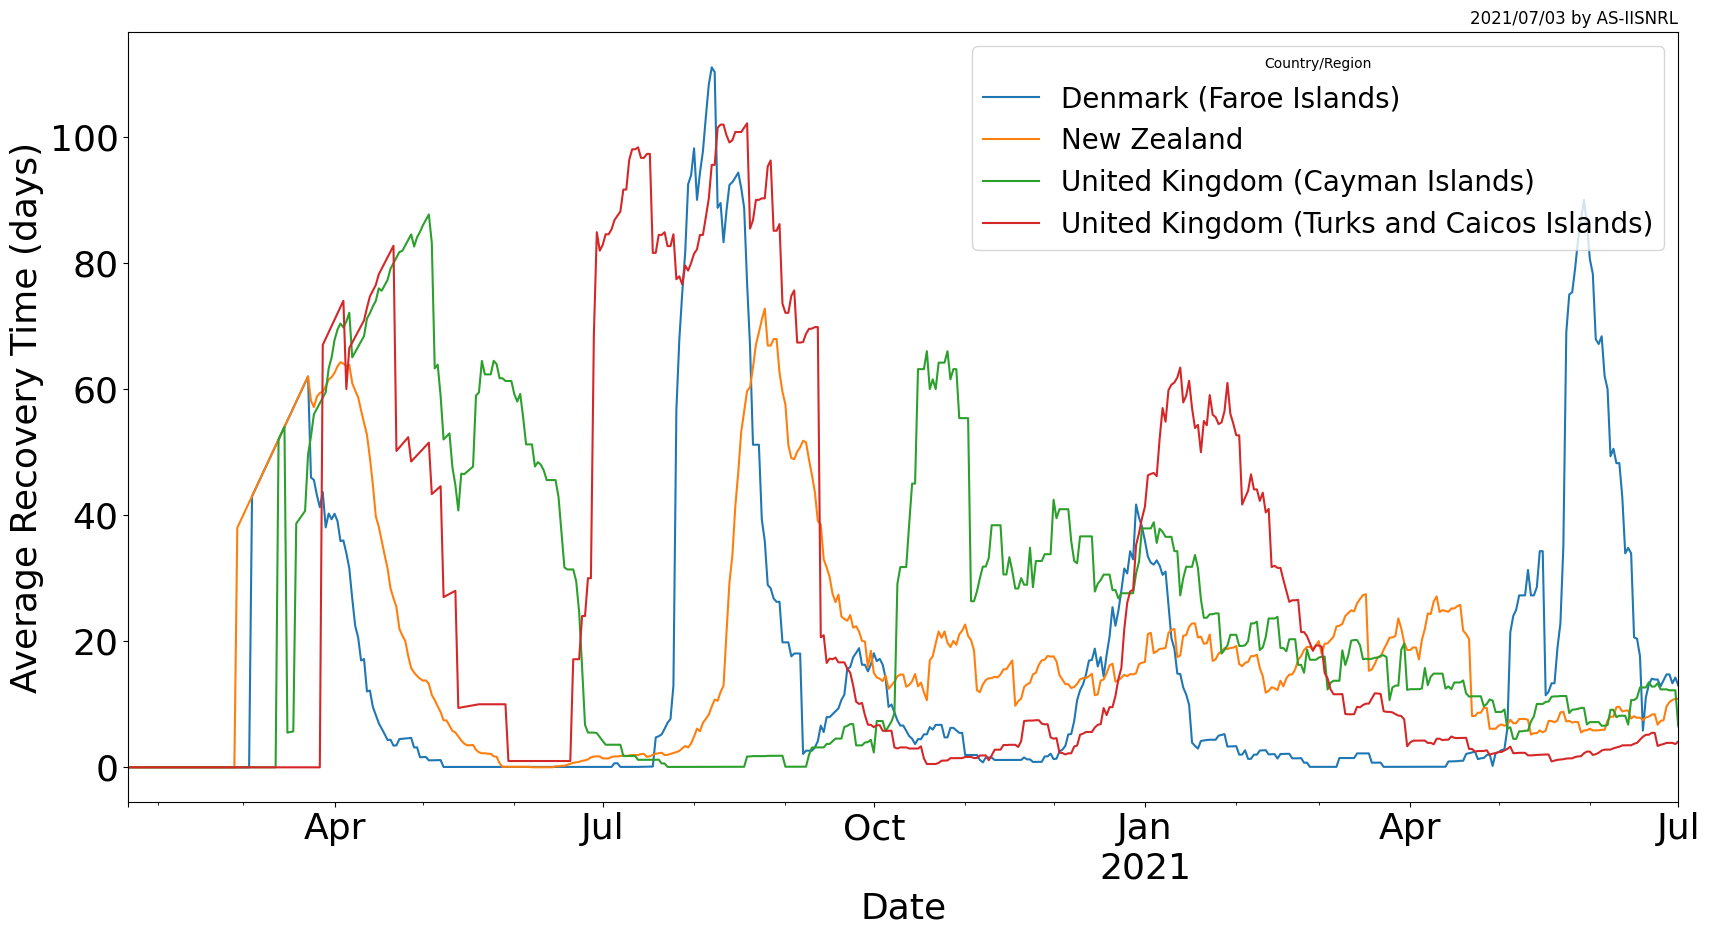 2021/07/03 by AS-IISNRL
Country/Region
Denmark (Faroe Islands)
New Zealand
United Kingdom (Cayman Islands)
United Kingdom (Turks and Caicos Islands)
Average Recovery Time (days)
100
80
60
40
20
0
Apr Jul Oct Jan Apr Jul
2021
Date